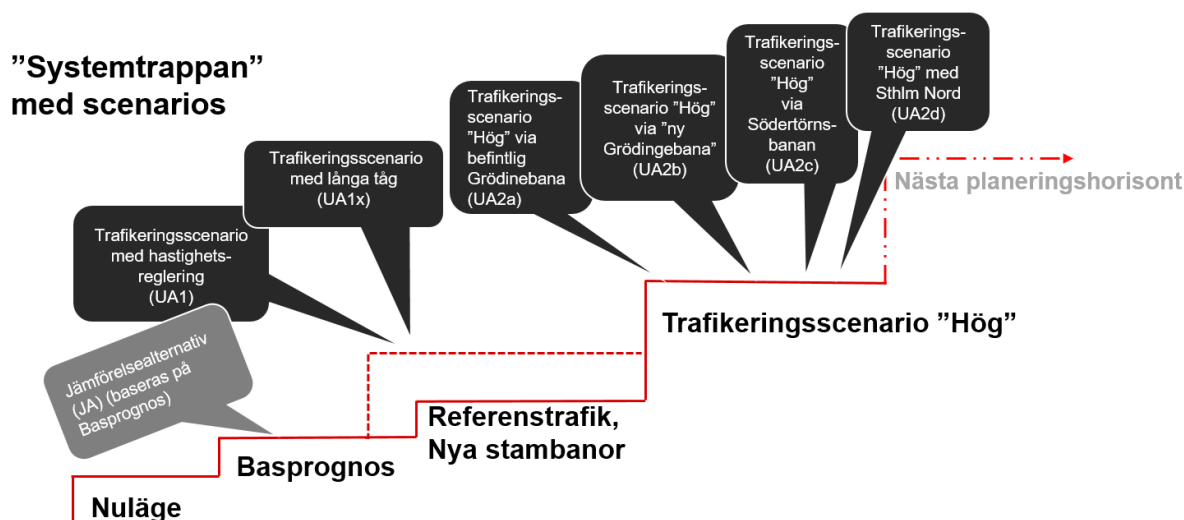 ”Systemtrappan”
med scenarios
Trafikeringsscenario
med hastighets-
reglering
(UA1)
Trafikeringsscenario
med långa tåg
(UA1x)
Trafikerings-
scenario
”Hög” via
befintlig
Grödinebana
(UA2a)
Trafikerings-
scenario ”Hög”
via ”ny
Grödingebana”
(UA2b)
Trafikerings-
scenario
”Hög”
via
Södertörns-
banan
(UA2c)
Trafikerings-
scenario
”Hög” med
Sthlm Nord
(UA2d)
Nästa planeringshorisont
Trafikeringsscenario ”Hög”
Jämförelsealternativ
(JA) (baseras på
Basprognos)
Referenstrafik,
Nya stambanor
Basprognos
Nuläge